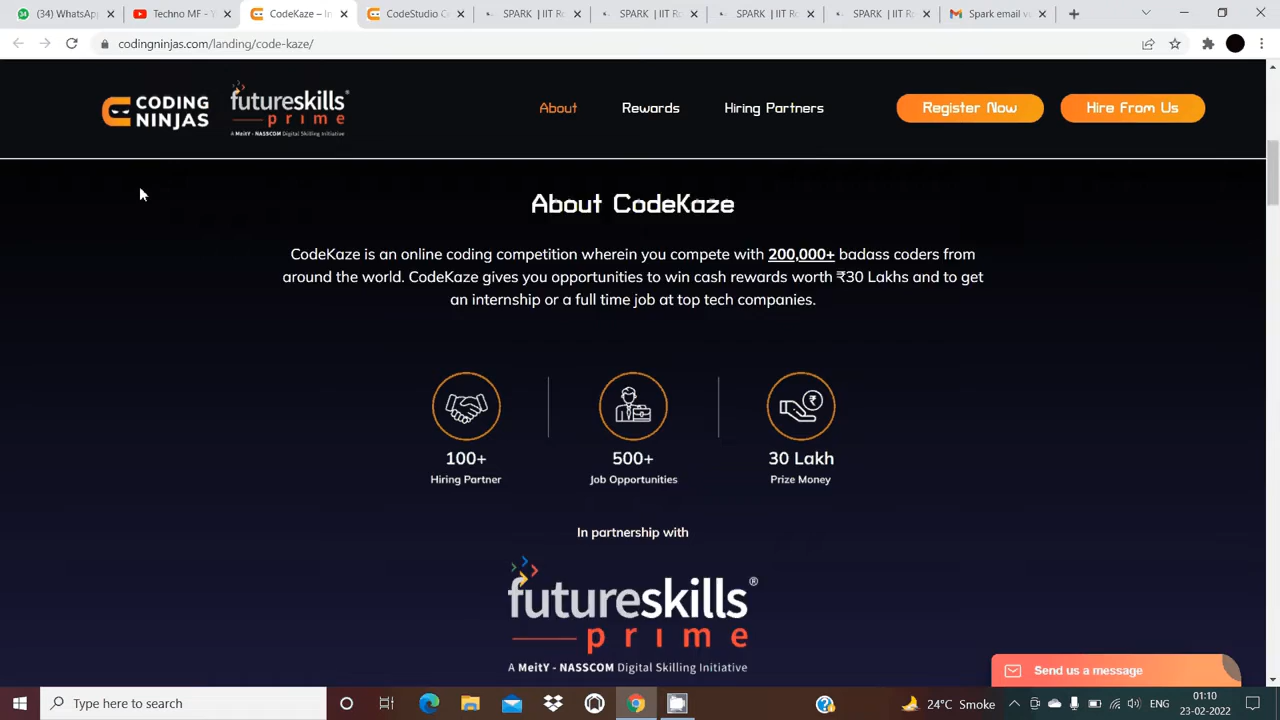 (34) WhatsAp
Techno MF - Y
CodeKaze – In
CodeStudio C
SPARK | IIT Ro
SPARK | IIT Ro
SPARK | IIT Ro
SPARK | IIT Ro
Spark email v
codingninjas.com/landing/code-kaze/
CODING
NINJAS
futureskills®
prime
A MeitY - NASSCOM Digital Skilling Initiative
About
Rewards
Hiring Partners
Register Now
Hire From Us
About CodeKaze
CodeKaze is an online coding competition wherein you compete with 200,000+ badass coders from
around the world. CodeKaze gives you opportunities to win cash rewards worth ₹30 Lakhs and to get
an internship or a full time job at top tech companies.
100+
Hiring Partner
500+
Job Opportunities
30 Lakh
Prize Money
In partnership with
futureskills®
prime
A MeitY - NASSCOM Digital Skilling Initiative
Send us a message
Type here to search
24°C Smoke
ENG
01:10
23-02-2022